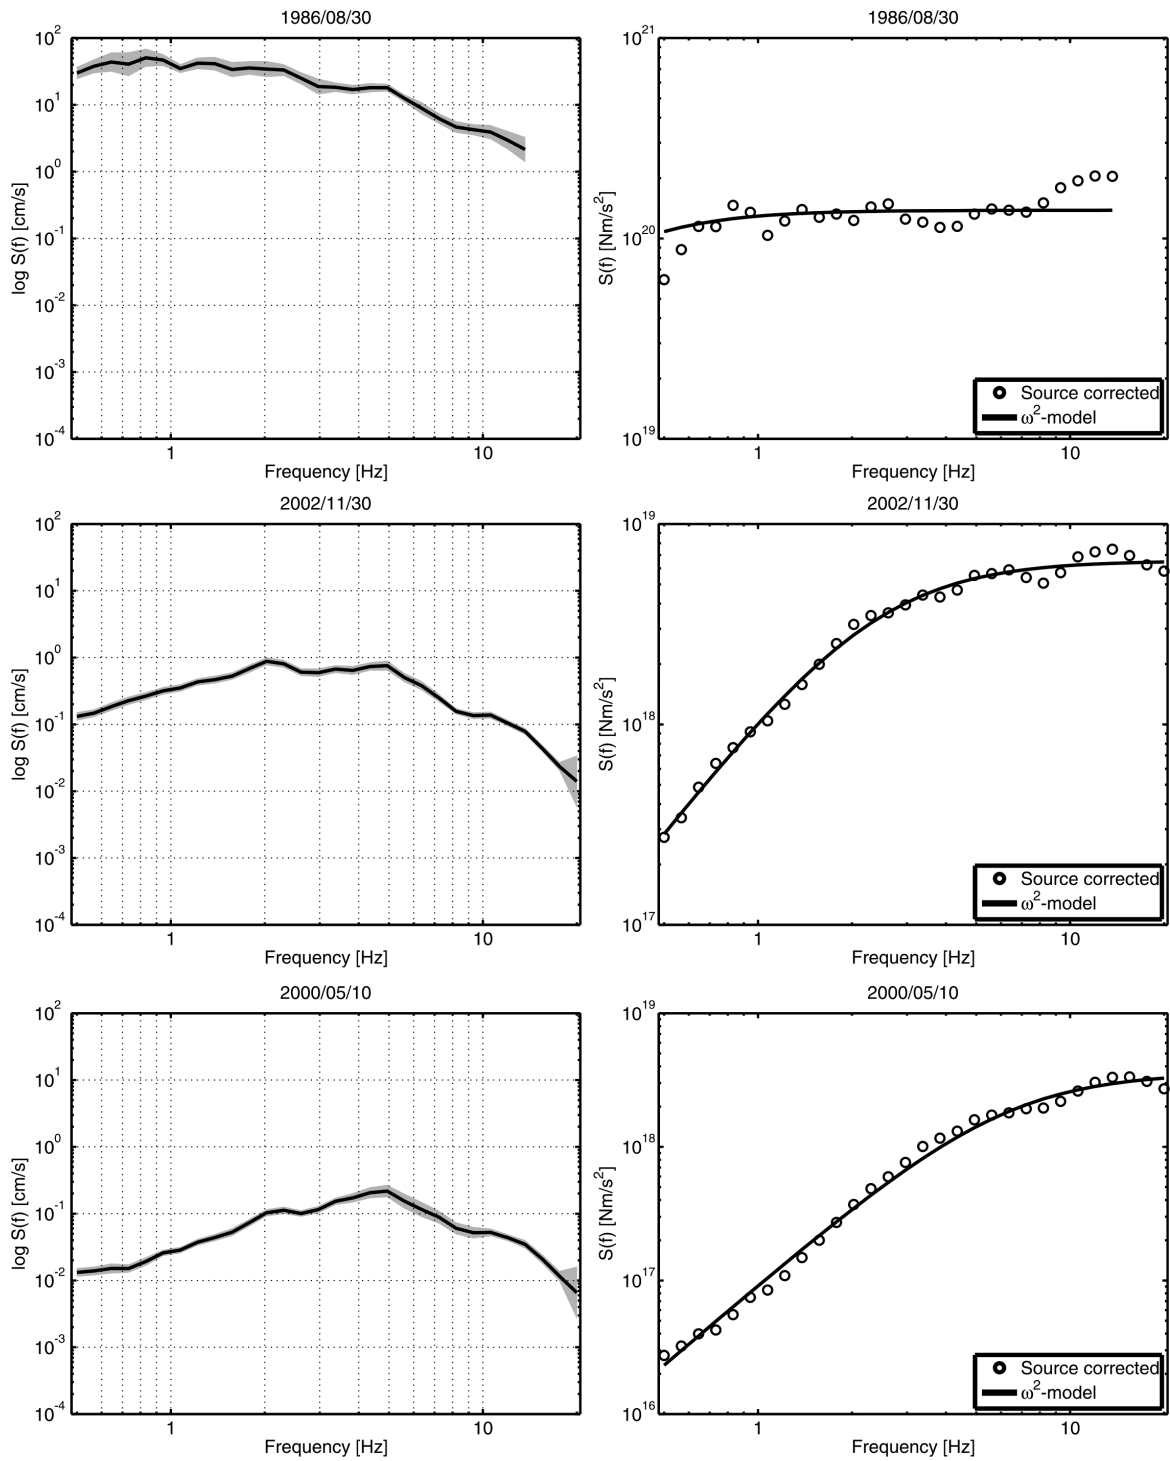 1986/08/30
10^2
10^1
10^0
10^-1
10^-2
10^-3
10^-4
log S(f) [cm/s]
1 10
Frequency [Hz]
1986/08/30
10^21
10^20
10^19
S(f) [Nm/s^2]
Source corrected
ω^2-model
1 10
Frequency [Hz]
2002/11/30
10^2
10^1
10^0
10^-1
10^-2
10^-3
10^-4
log S(f) [cm/s]
1 10
Frequency [Hz]
2002/11/30
10^19
10^18
10^17
S(f) [Nm/s^2]
Source corrected
ω^2-model
1 10
Frequency [Hz]
2000/05/10
10^2
10^1
10^0
10^-1
10^-2
10^-3
10^-4
log S(f) [cm/s]
1 10
Frequency [Hz]
2000/05/10
10^19
10^18
10^17
10^16
S(f) [Nm/s^2]
Source corrected
ω^2-model
1 10
Frequency [Hz]